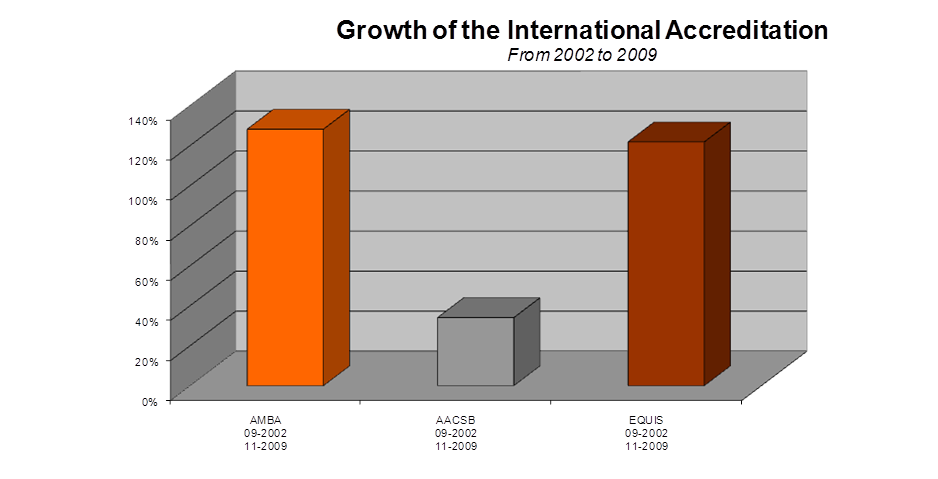 Growth of the International Accreditation
From 2002 to 2009
140%
120%
100%
80%
60%
40%
20%
0%
AMBA
09-2002
11-2009
AACSB
09-2002
11-2009
EQUIS
09-2002
11-2009